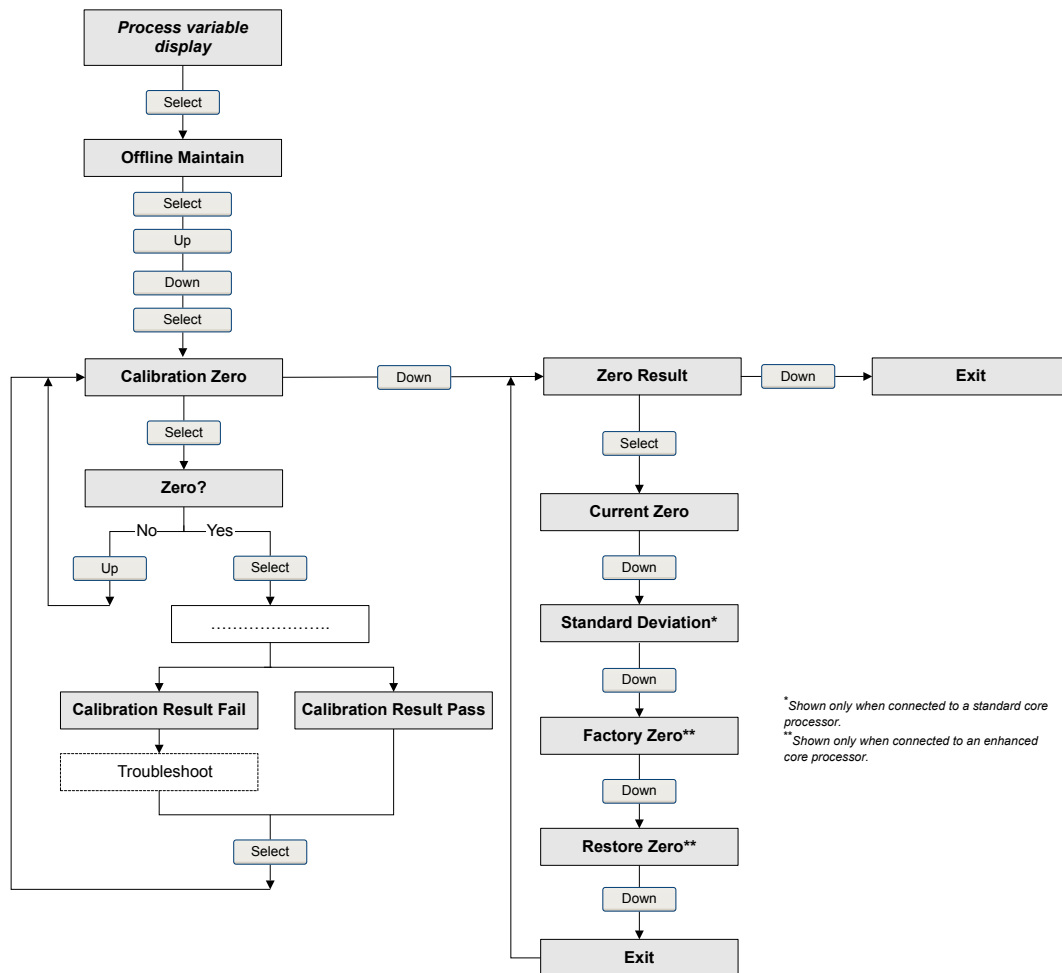 Process variable
display
Select
Offline Maintain
Select
Up
Down
Select
Calibration Zero
Down
Zero Result
Down
Exit
Select
Select
Zero?
Current Zero
No
Yes
Up
Select
Down
......................
Standard Deviation*
Down
Calibration Result Fail
Calibration Result Pass
*Shown only when connected to a standard core
processor.
**Shown only when connected to an enhanced
core processor.
Factory Zero**
Troubleshoot
Down
Select
Restore Zero**
Down
Exit